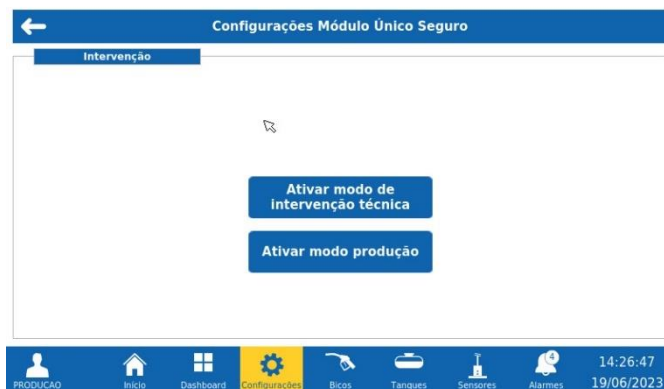 Configurações Módulo Único Seguro
Intervenção
Ativar modo de
intervenção técnica
Ativar modo produção
PRODUCAO
Início
Dashboard
Configurações
Bicos
Tanques
Sensores
4
Alarmes
14:26:47
19/06/2023